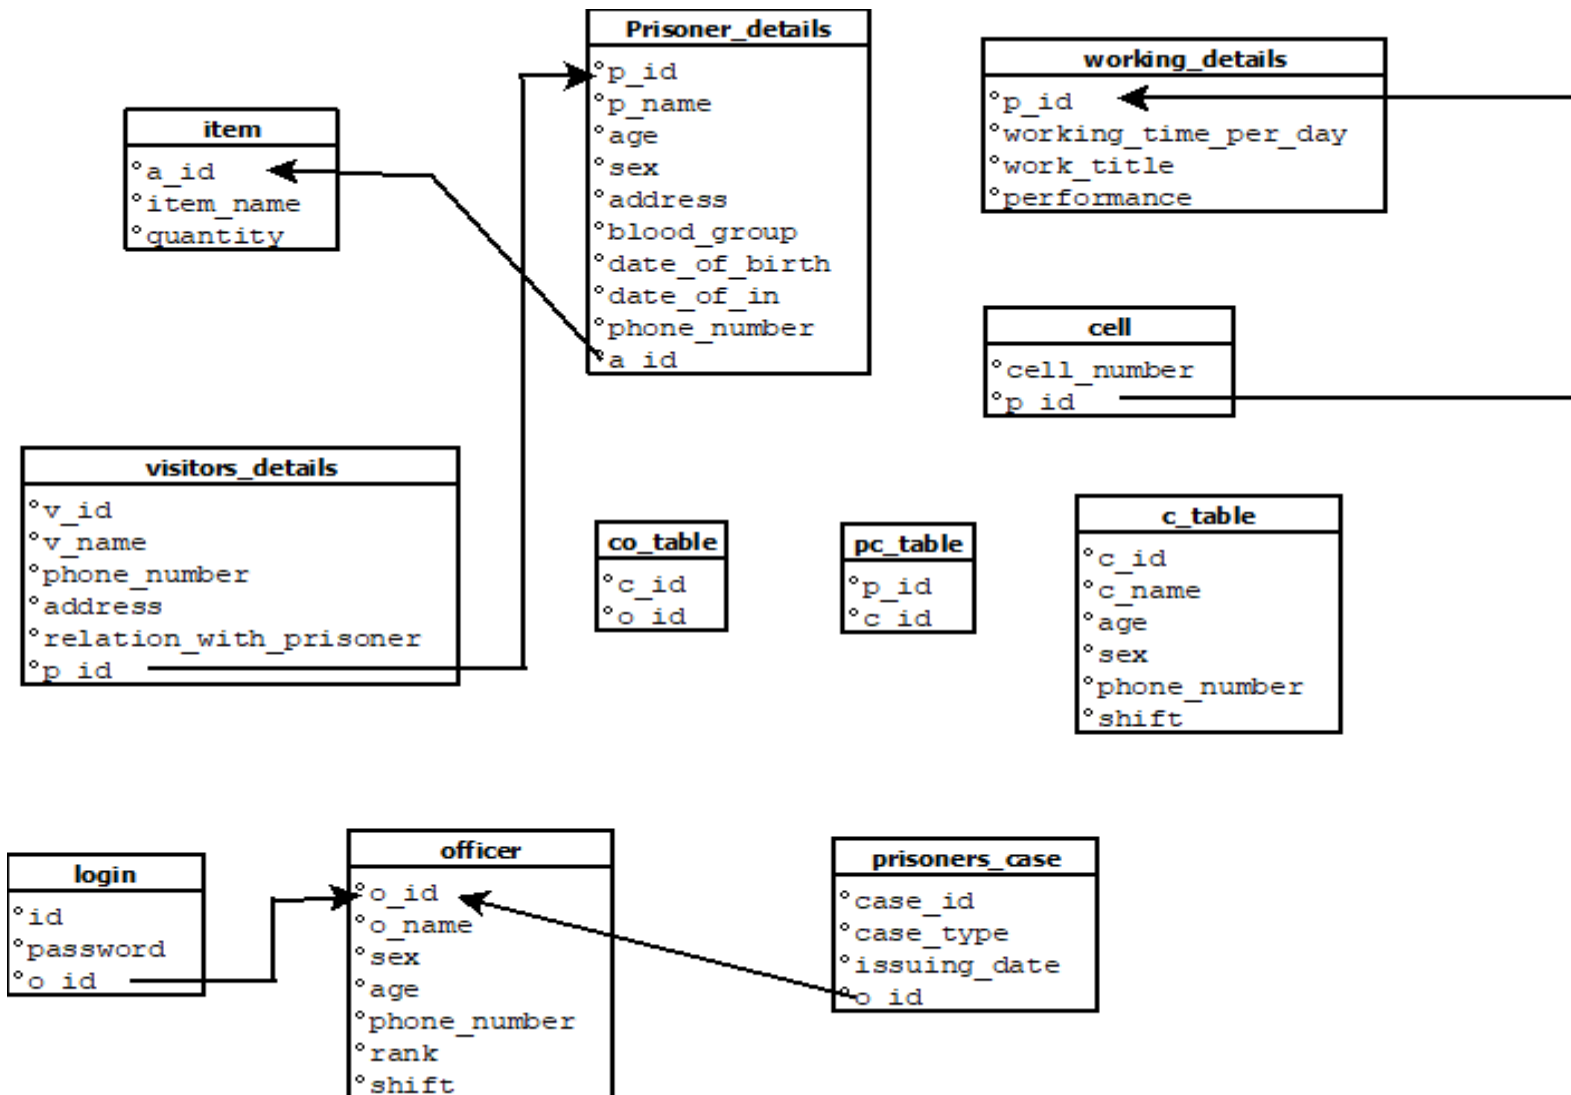 Prisoner_details
p_id
p_name
age
sex
address
blood_group
date_of_birth
date_of_in
phone_number
a_id
working_details
p_id
working_time_per_day
work_title
performance
item
a_id
item_name
quantity
cell
cell_number
p_id
visitors_details
v_id
v_name
phone_number
address
relation_with_prisoner
p_id
co_table
c_id
o_id
pc_table
p_id
c_id
c_table
c_id
c_name
age
sex
phone_number
shift
login
id
password
o_id
officer
o_id
o_name
sex
age
phone_number
rank
shift
prisoners_case
case_id
case_type
issuing_date
o_id